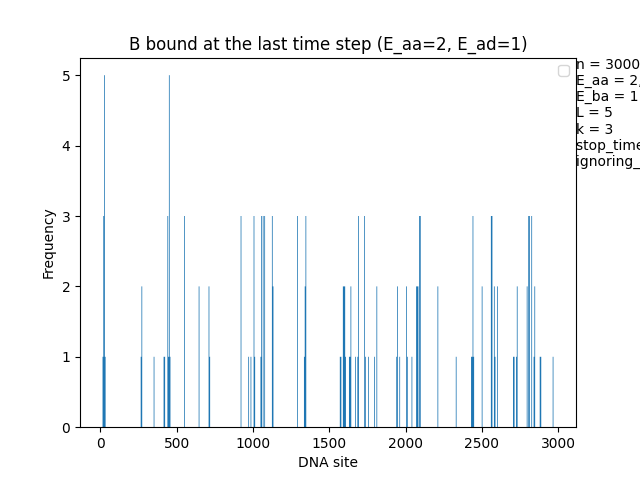 B bound at the last time step (E_aa=2, E_ad=1)
n = 3000
E_aa = 2,
E_ba = 1
L = 5
k = 3
stop_time
ignoring_
5
4
3
2
1
0
Frequency
0 500 1000 1500 2000 2500 3000
DNA site